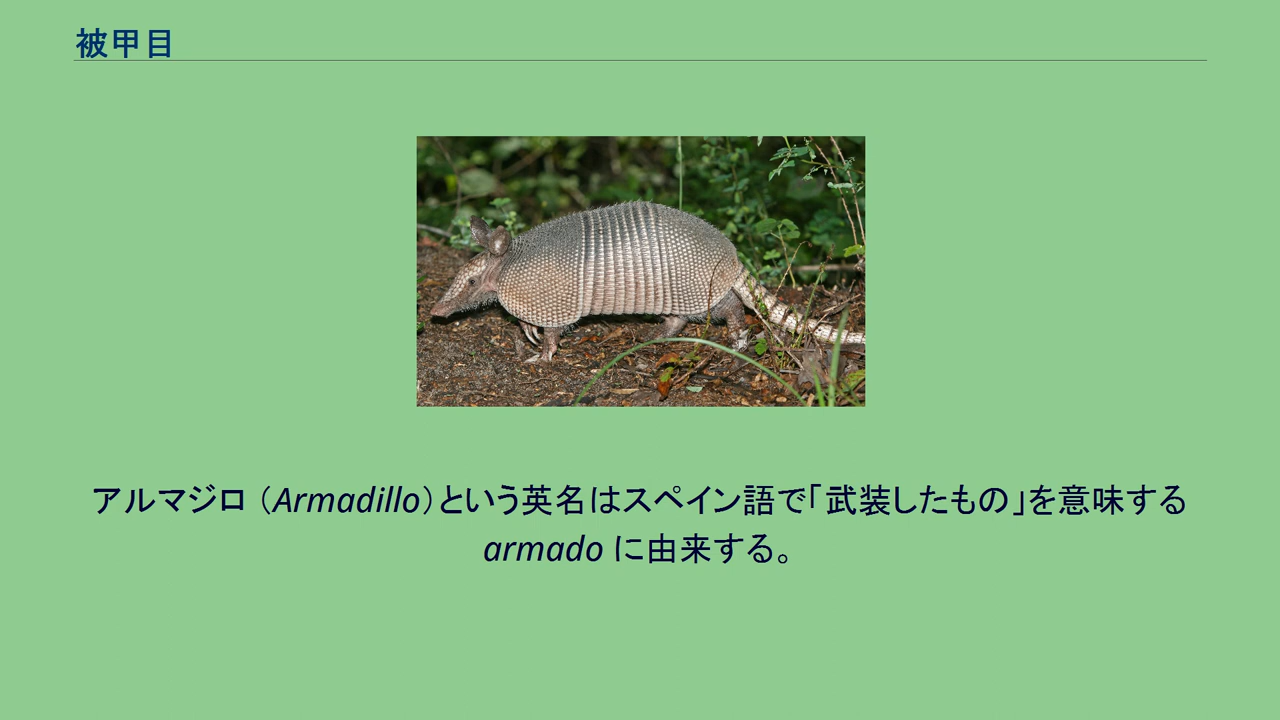 被甲目
アルマジロ（Armadillo）という英名はスペイン語で「武装したもの」を意味する
armado に由来する。